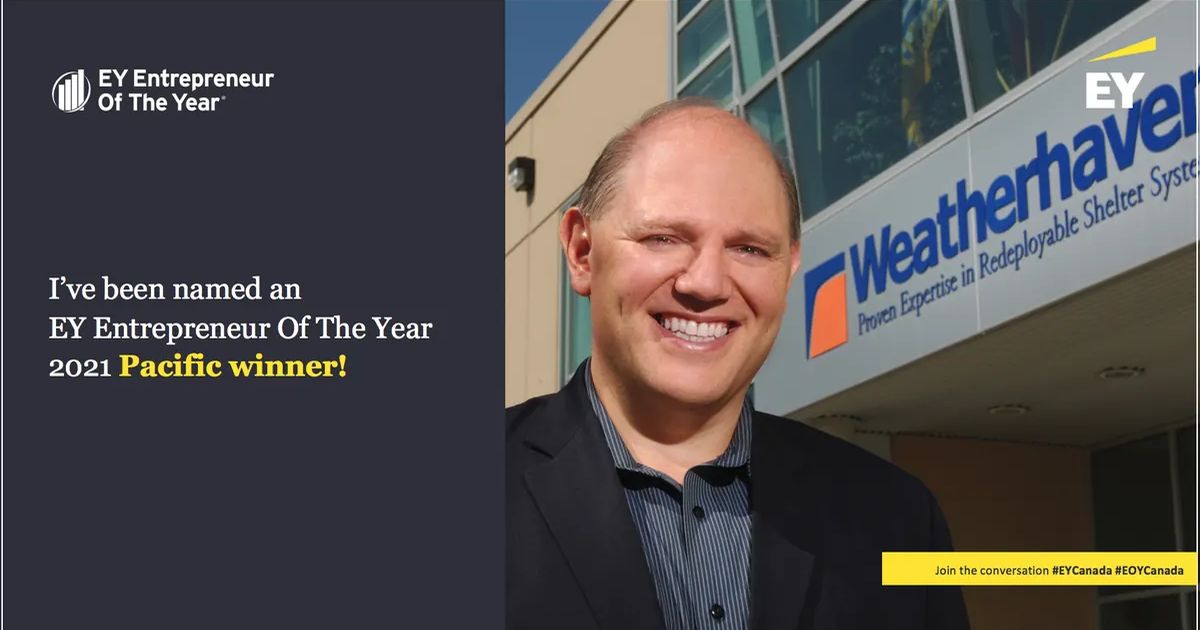 EY Entrepreneur
Of The Year
I’ve been named an
EY Entrepreneur Of The Year
2021 Pacific winner!
EY
Weatherhaven
Proven Expertise in Redeployable Shelter Syste
Join the conversation #EYCanada #EOYCanada